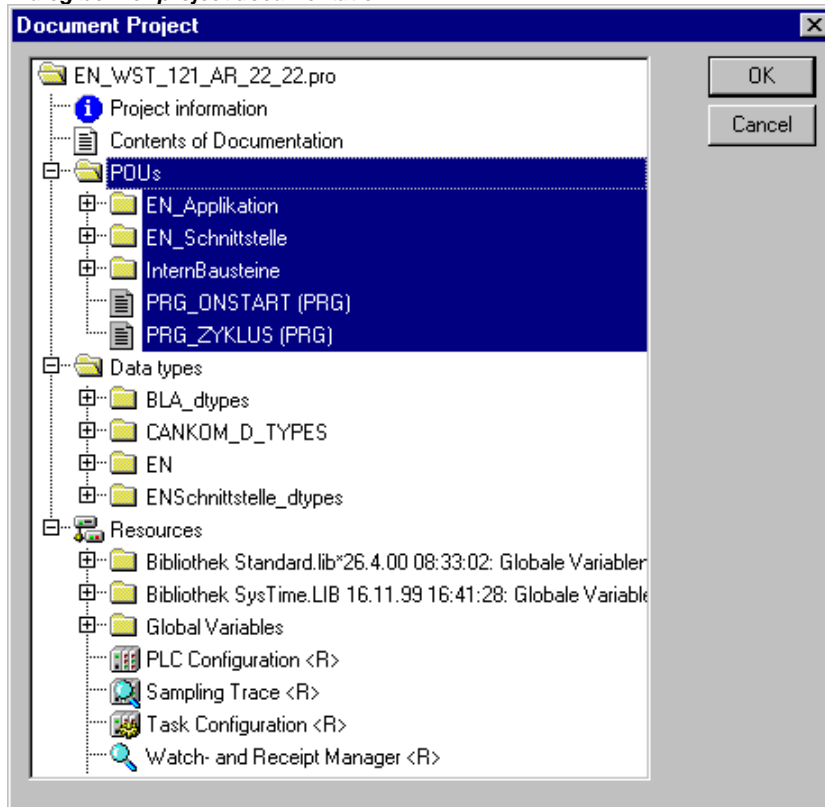 Document Project
EN_WST_121_AR_22_22.pro
OK
Project information
Cancel
Contents of Documentation
POUs
EN_Applikation
EN_Schnittstelle
InternBausteine
PRG_ONSTART (PRG)
PRG_ZYKLUS (PRG)
Data types
BLA_dtypes
CANKOM_D_TYPES
EN
ENSchnittstelle_dtypes
Resources
Bibliothek Standard.lib*26.4.00 08:33:02: Globale Variablen
Bibliothek SysTime.LIB 16.11.99 16:41:28: Globale Variable
Global Variables
PLC Configuration <R>
Sampling Trace <R>
Task Configuration <R>
Watch- and Receipt Manager <R>